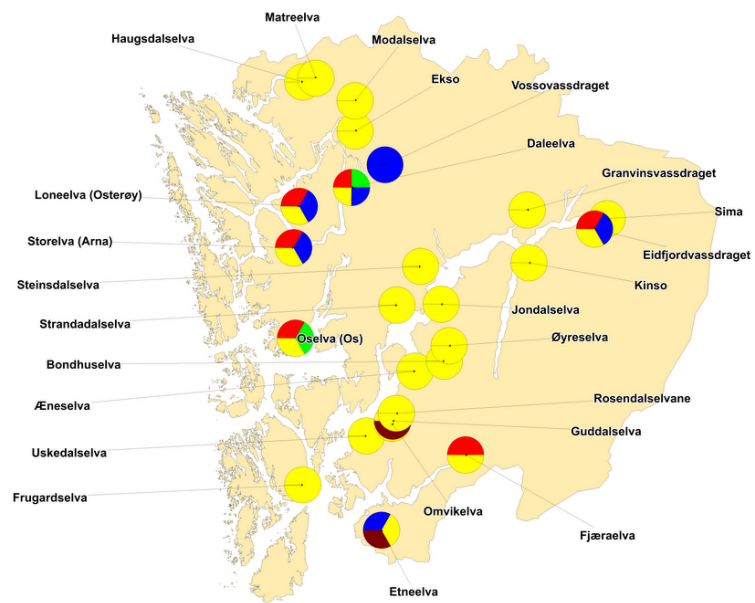 Matreelva
Haugsdalselva
Modalselva
Ekso
Vossovassdraget
Daleelva
Granvinsvassdraget
Loneelva (Osterøy)
Sima
Storelva (Arna)
Eidfjordvassdraget
Steinsdalselva
Kinso
Jondalselva
Strandadalselva
Oselva (Os)
Øyreselva
Bondhuselva
Rosendalselvane
Æneselva
Guddalselva
Uskedalselva
Frugardselva
Omvikelva
Fjæraelva
Etneelva